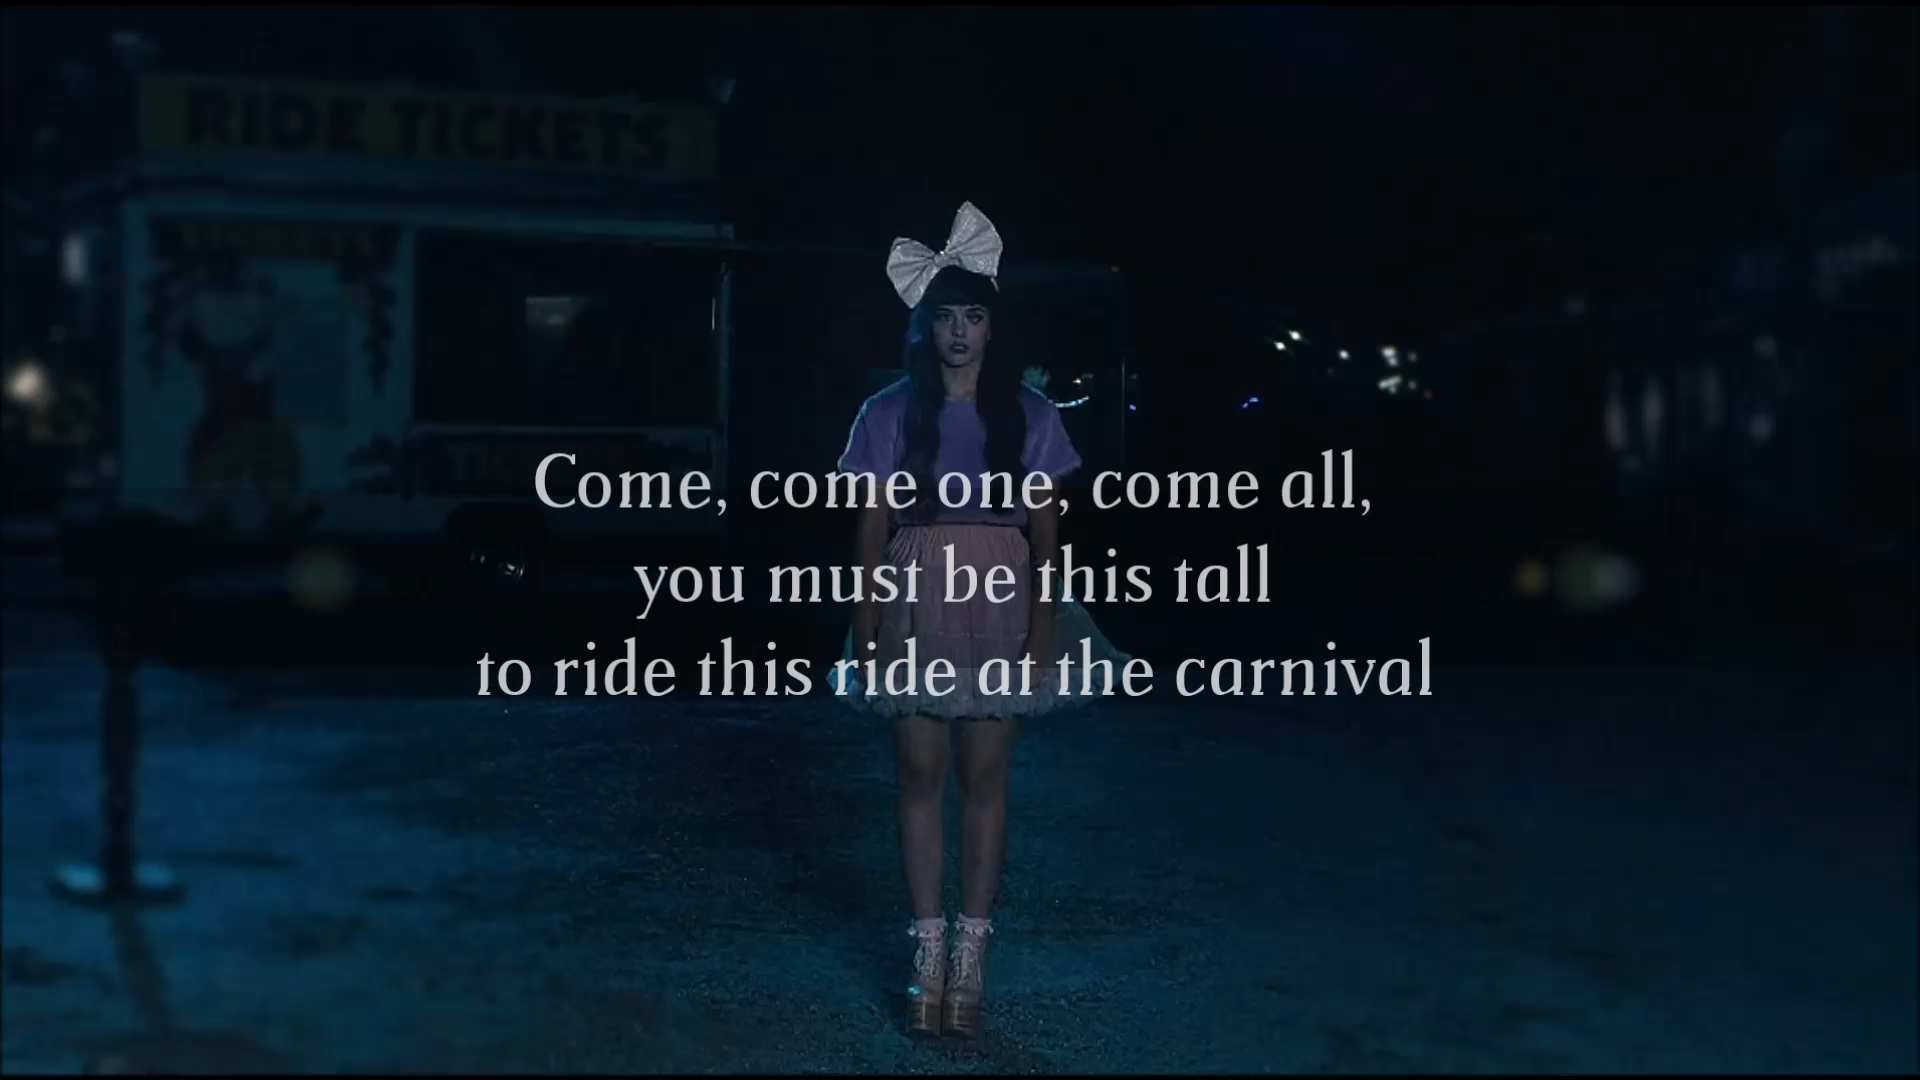 RIDE TICKETS
TICKETS
Come, come one, come all,
you must be this tall
to ride this ride at the carnival